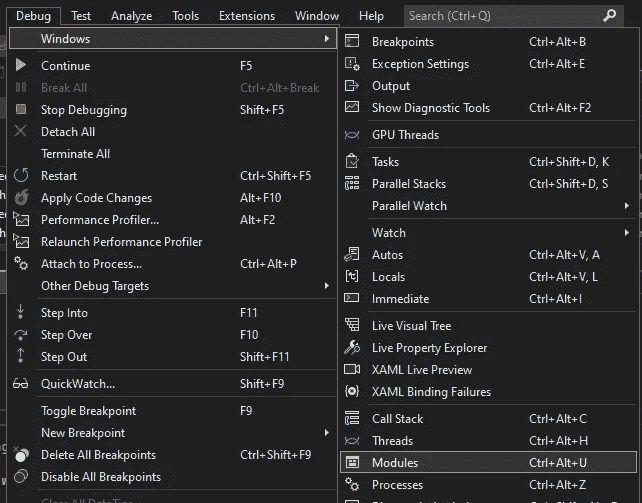 Debug Test Analyze Tools Extensions Window Help Search (Ctrl+Q)
Windows
Continue F5
Break All Ctrl+Alt+Break
Stop Debugging Shift+F5
Detach All
Terminate All
Restart Ctrl+Shift+F5
Apply Code Changes Alt+F10
Performance Profiler... Alt+F2
Relaunch Performance Profiler
Attach to Process... Ctrl+Alt+P
Other Debug Targets
Step Into F11
Step Over F10
Step Out Shift+F11
QuickWatch... Shift+F9
Toggle Breakpoint F9
New Breakpoint
Delete All Breakpoints Ctrl+Shift+F9
Disable All Breakpoints
Breakpoints Ctrl+Alt+B
Exception Settings Ctrl+Alt+E
Output
Show Diagnostic Tools Ctrl+Alt+F2
GPU Threads
Tasks Ctrl+Shift+D, K
Parallel Stacks Ctrl+Shift+D, S
Parallel Watch
Watch
Autos Ctrl+Alt+V, A
Locals Ctrl+Alt+V, L
Immediate Ctrl+Alt+I
Live Visual Tree
Live Property Explorer
XAML Live Preview
XAML Binding Failures
Call Stack Ctrl+Alt+C
Threads Ctrl+Alt+H
Modules Ctrl+Alt+U
Processes Ctrl+Alt+Z